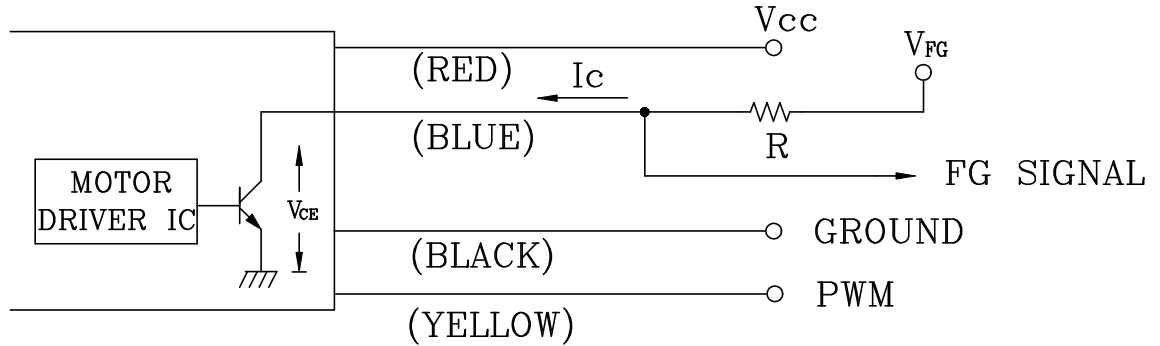 Vcc
VFG
(RED)
Ic
(BLUE)
R
MOTOR
DRIVER IC
VCE
FG SIGNAL
GROUND
(BLACK)
PWM
(YELLOW)